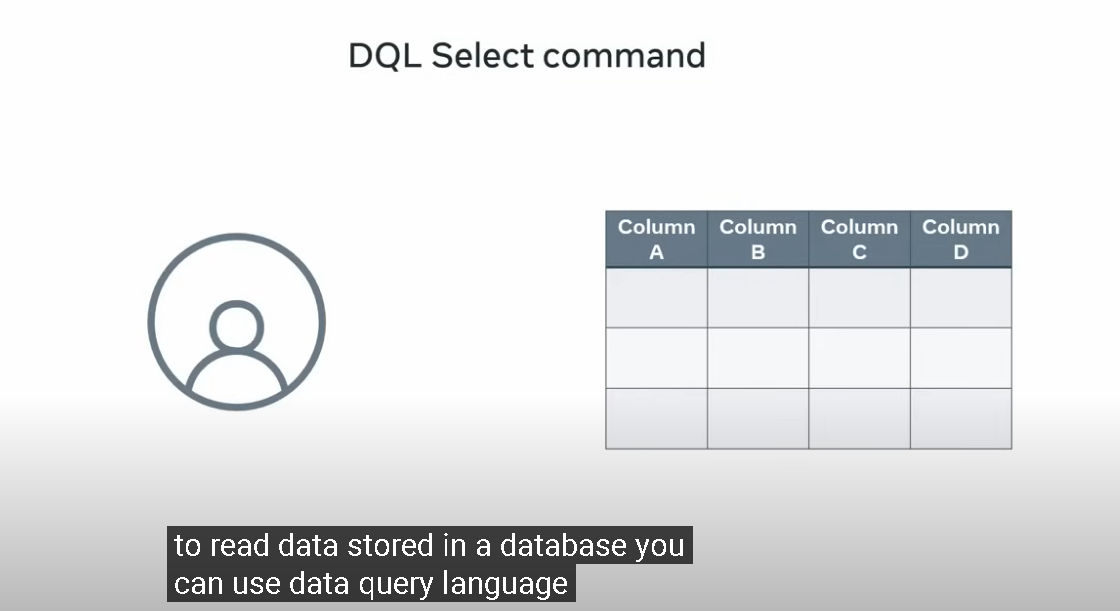 DQL Select command
Column Column Column Column
A B C D
to read data stored in a database you
can use data query language